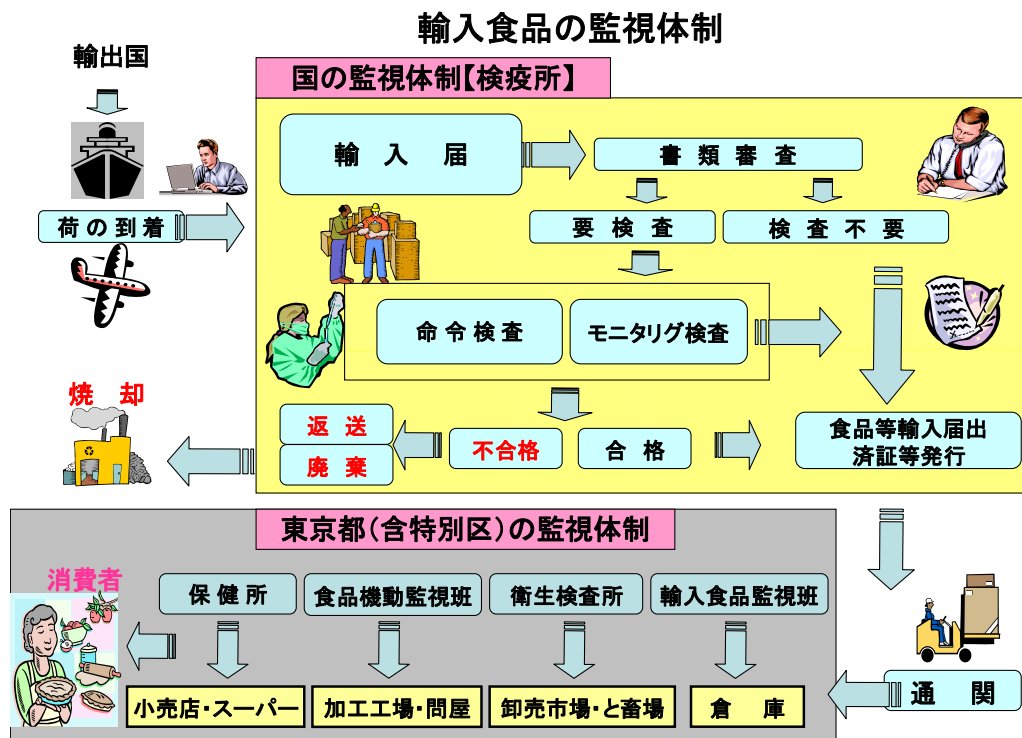 輸入食品の監視体制
輸出国
国の監視体制【検疫所】
輸入届
書類審査
荷の到着
要検査
検査不要
命令検査
モニタリグ検査
焼却
返送
廃棄
不合格
合格
食品等輸入届出
済証等発行
東京都(含特別区)の監視体制
消費者
保健所
食品機動監視班
衛生検査所
輸入食品監視班
小売店・スーパー
加工工場・問屋
卸売市場・と畜場
倉庫
通関